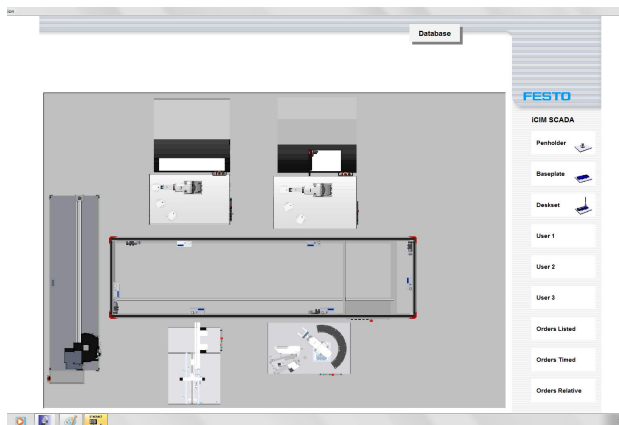 Database
FESTO
iCIM SCADA
Penholder
Baseplate
Deskset
User 1
User 2
User 3
Orders Listed
Orders Timed
Orders Relative